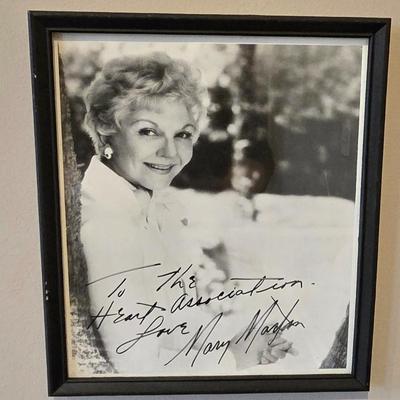 To The
Heart Association.
Love
Mary Martin